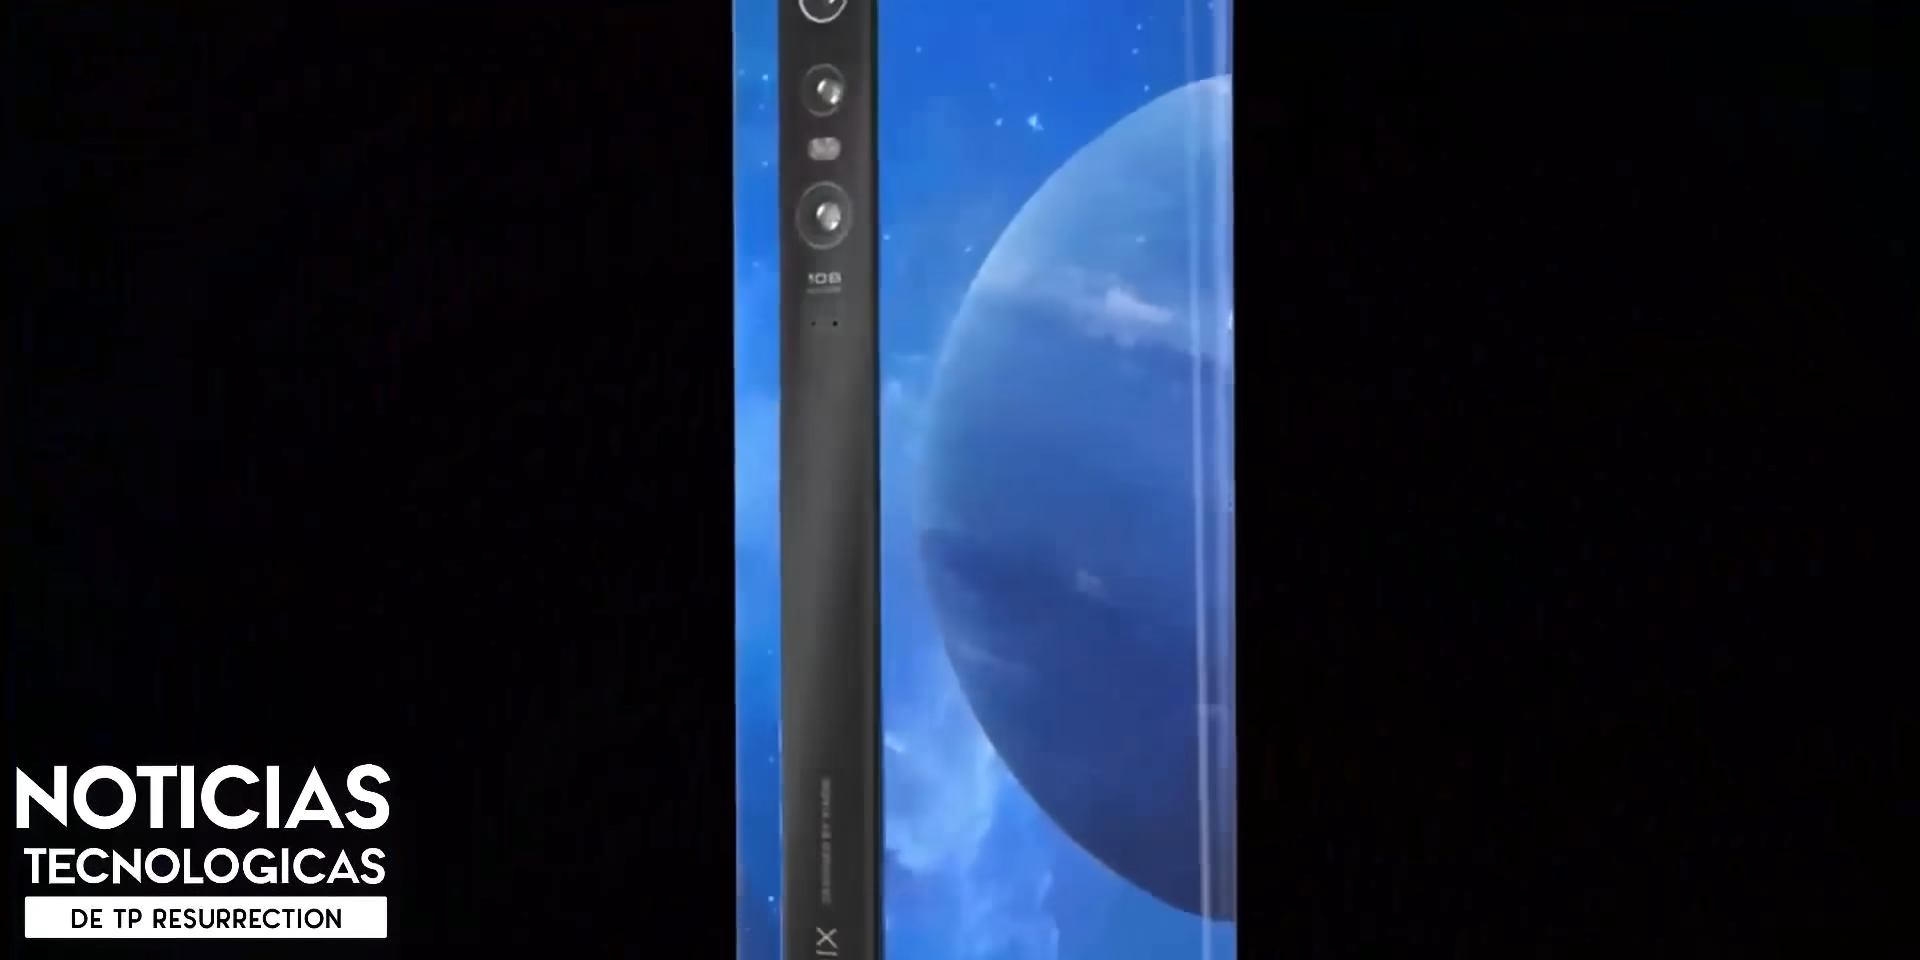 108
NOTICIAS
TECNOLOGICAS
DE TP RESURRECTION